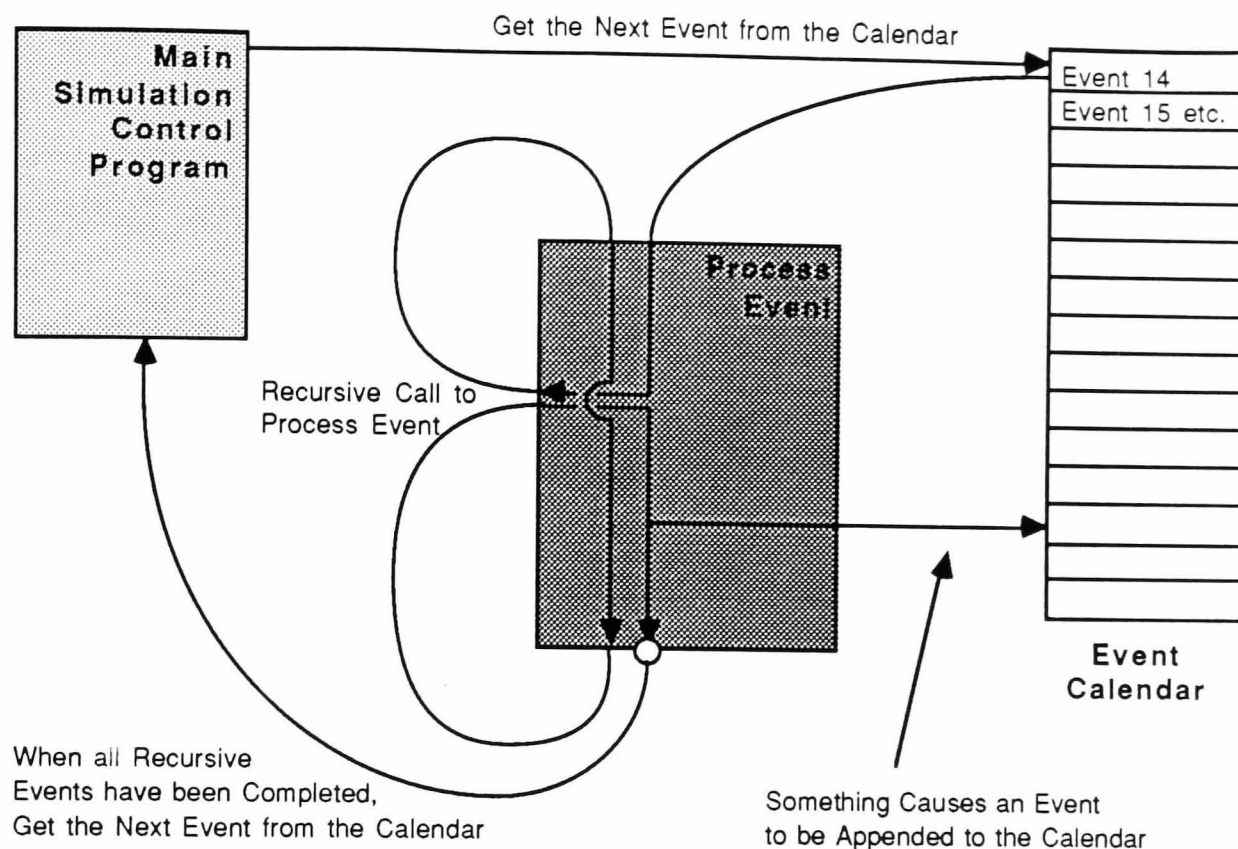 Get the Next Event from the Calendar
Main
Simulation
Control
Program
Event 14
Event 15 etc.
Process
Event
Recursive Call to
Process Event
Event
Calendar
When all Recursive
Events have been Completed,
Get the Next Event from the Calendar
Something Causes an Event
to be Appended to the Calendar